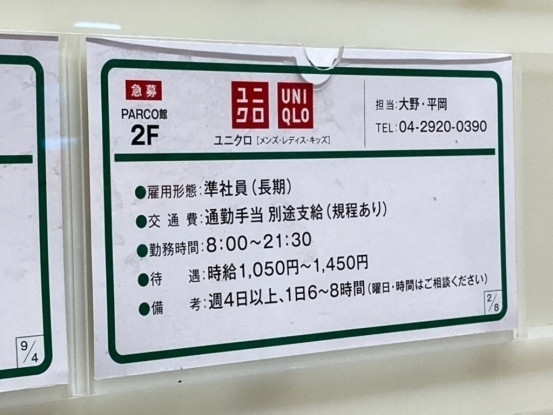 急募
PARCO館
2F
ユニクロ
UNI
QLO
ユニクロ [メンズ・レディス・キッズ]
担当:大野・平岡
TEL:04-2920-0390
●雇用形態:準社員(長期)
●交通費:通勤手当 別途支給(規程あり)
●勤務時間:8:00〜21:30
●待遇:時給1,050円〜1,450円
●備考:週4日以上、1日6〜8時間(曜日・時間はご相談ください)
2/8
9/4